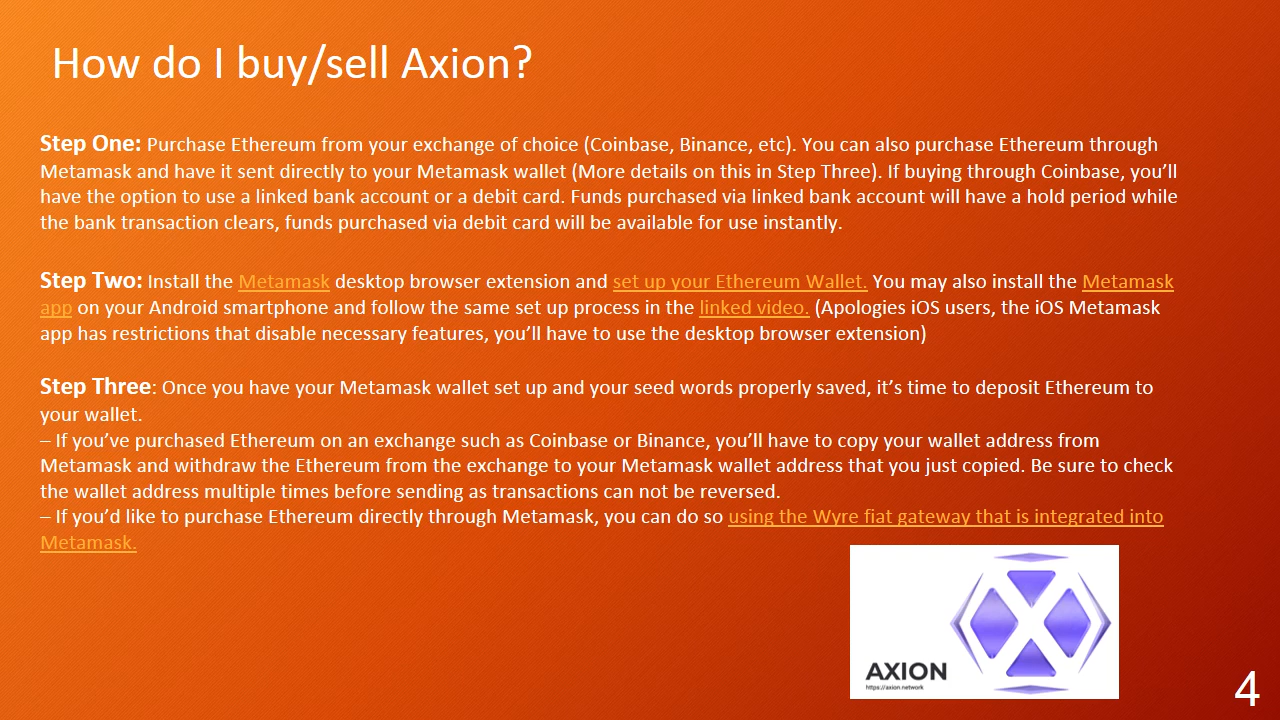 How do I buy/sell Axion?
Step One: Purchase Ethereum from your exchange of choice (Coinbase, Binance, etc). You can also purchase Ethereum through
Metamask and have it sent directly to your Metamask wallet (More details on this in Step Three). If buying through Coinbase, you’ll
have the option to use a linked bank account or a debit card. Funds purchased via linked bank account will have a hold period while
the bank transaction clears, funds purchased via debit card will be available for use instantly.
Step Two: Install the Metamask desktop browser extension and set up your Ethereum Wallet. You may also install the Metamask
app on your Android smartphone and follow the same set up process in the linked video. (Apologies iOS users, the iOS Metamask
app has restrictions that disable necessary features, you’ll have to use the desktop browser extension)
Step Three: Once you have your Metamask wallet set up and your seed words properly saved, it’s time to deposit Ethereum to
your wallet.
– If you’ve purchased Ethereum on an exchange such as Coinbase or Binance, you’ll have to copy your wallet address from
Metamask and withdraw the Ethereum from the exchange to your Metamask wallet address that you just copied. Be sure to check
the wallet address multiple times before sending as transactions can not be reversed.
– If you’d like to purchase Ethereum directly through Metamask, you can do so using the Wyre fiat gateway that is integrated into
Metamask.
AXION
https://axion.network
4